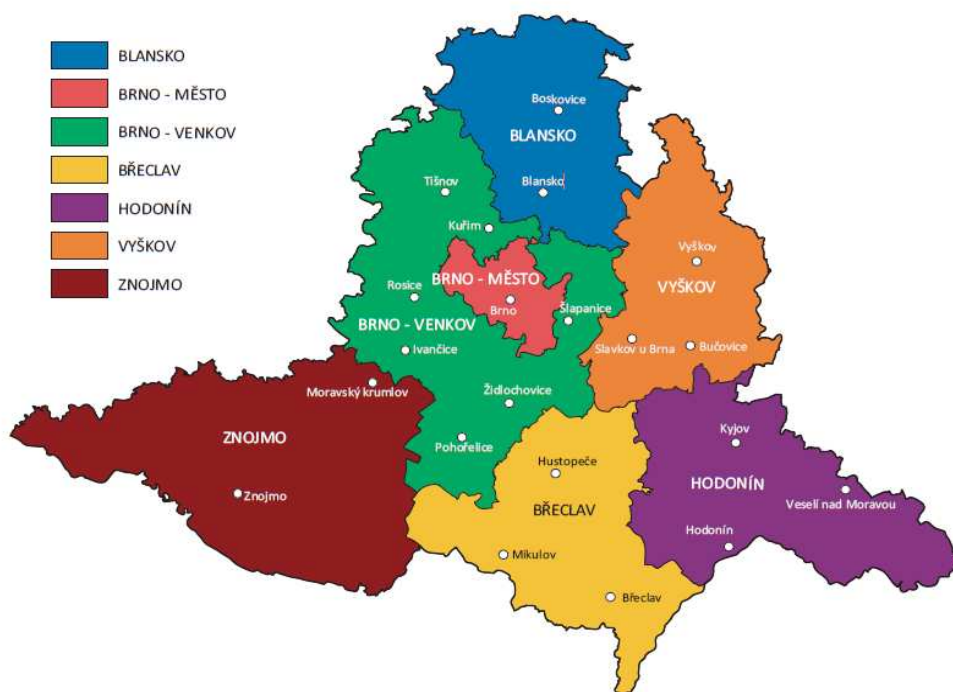 BLANSKO
BRNO - MĚSTO
BRNO - VENKOV
BŘECLAV
HODONÍN
VYŠKOV
ZNOJMO
Boskovice
BLANSKO
Blansko
Tišnov
Kuřim
BRNO - MĚSTO
Brno
Rosice
Šlapanice
BRNO - VENKOV
Ivančice
Židlochovice
Pohořelice
Vyškov
VYŠKOV
Slavkov u Brna
Bučovice
Moravský krumlov
ZNOJMO
Znojmo
Hustopeče
BŘECLAV
Mikulov
Břeclav
Kyjov
HODONÍN
Veselí nad Moravou
Hodonín